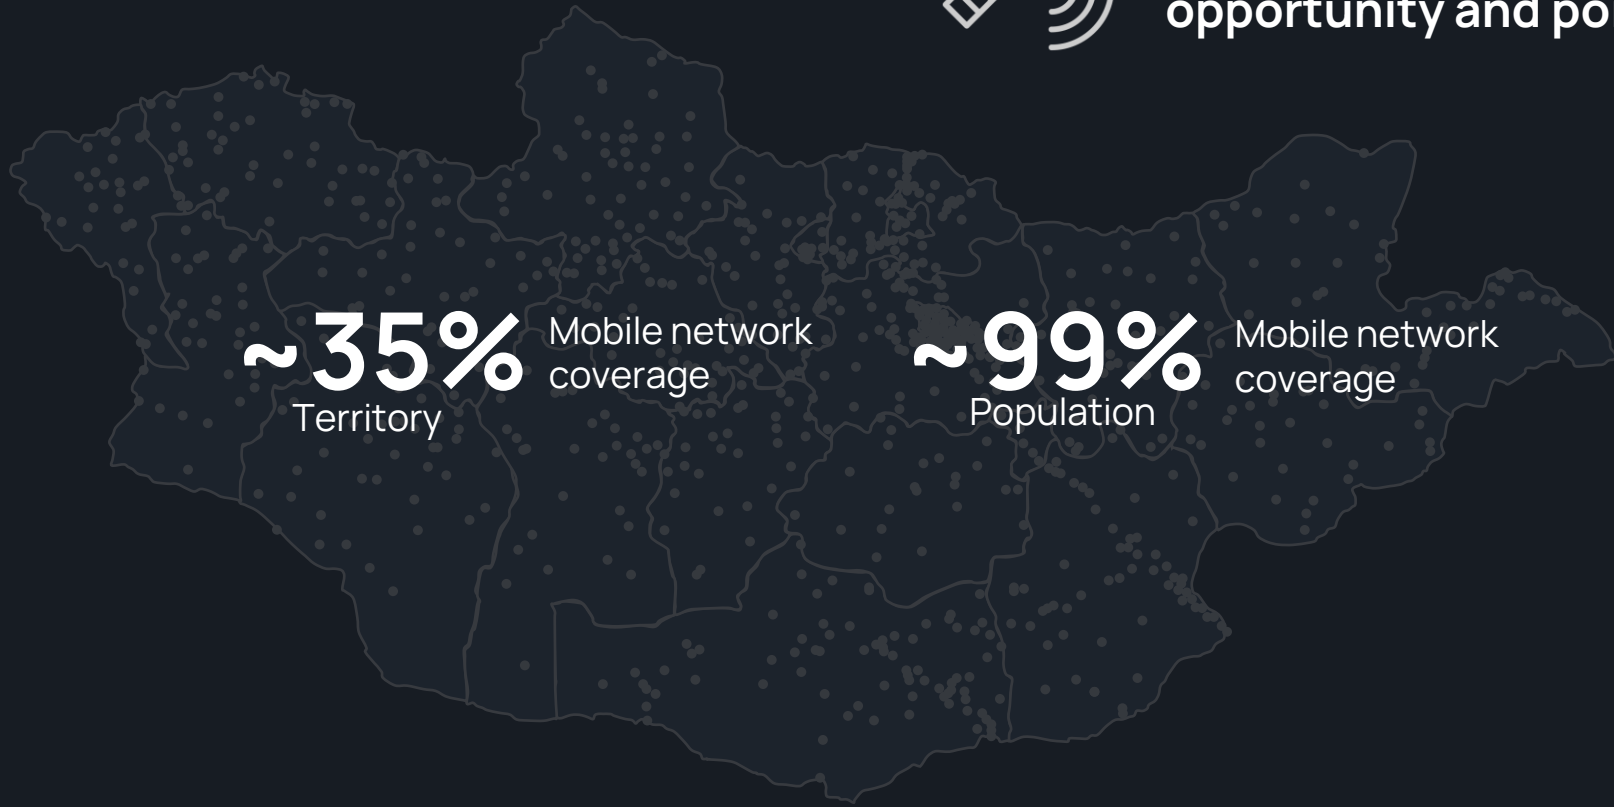 opportunity and po
~35%
Mobile network
coverage
Territory
~99%
Mobile network
coverage
Population